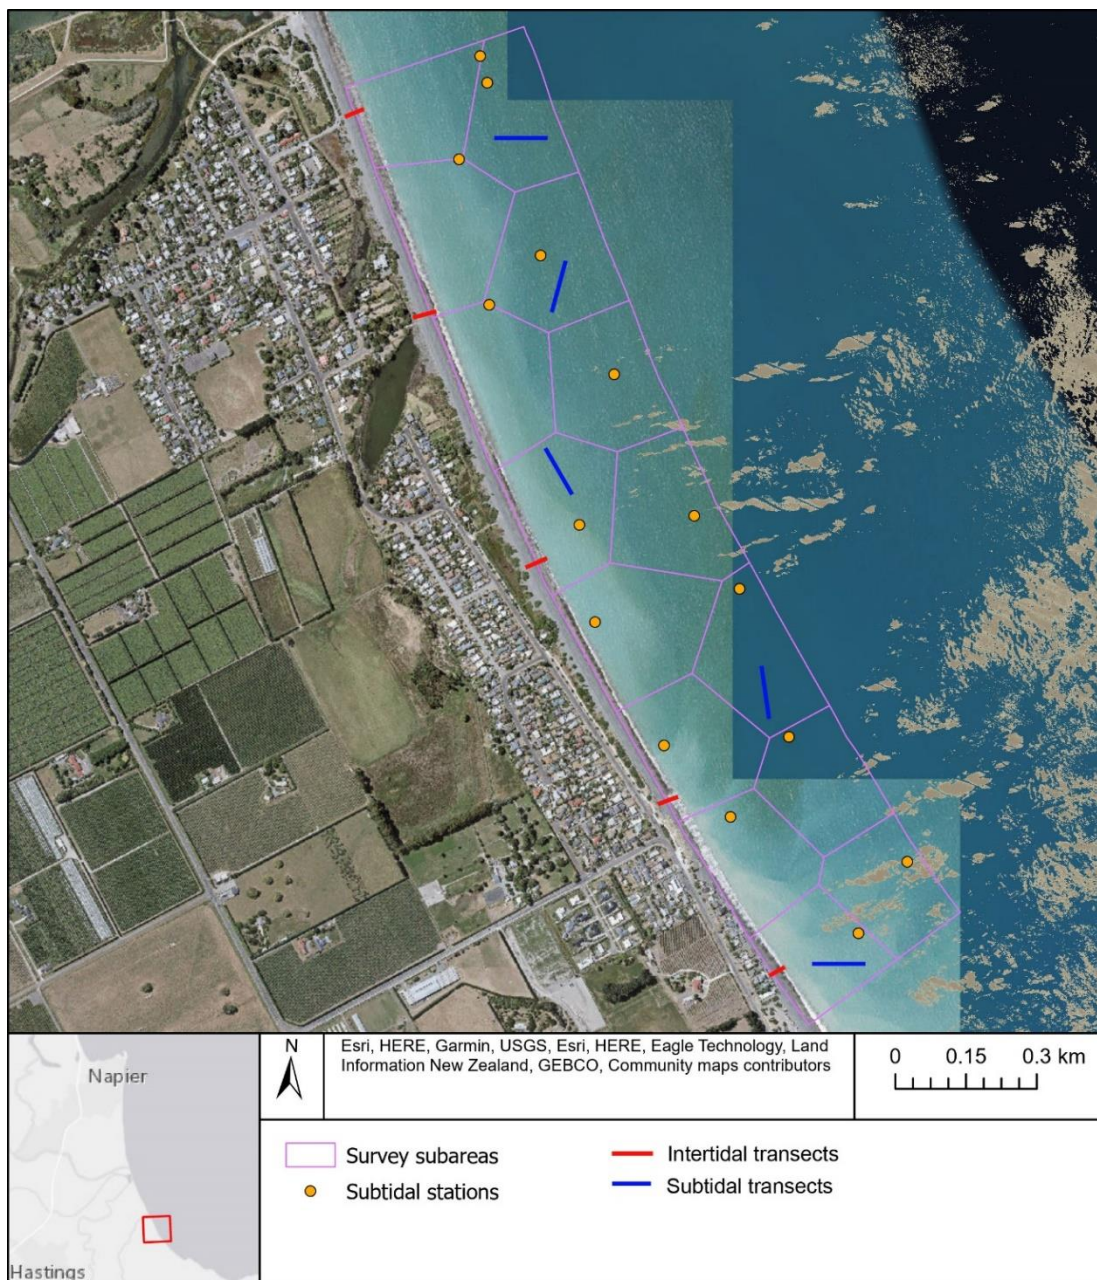 Napier
Hastings
N
Esri, HERE, Garmin, USGS, Esri, HERE, Eagle Technology, Land
Information New Zealand, GEBCO, Community maps contributors
0 0.15 0.3 km
Survey subareas
Subtidal stations
Intertidal transects
Subtidal transects